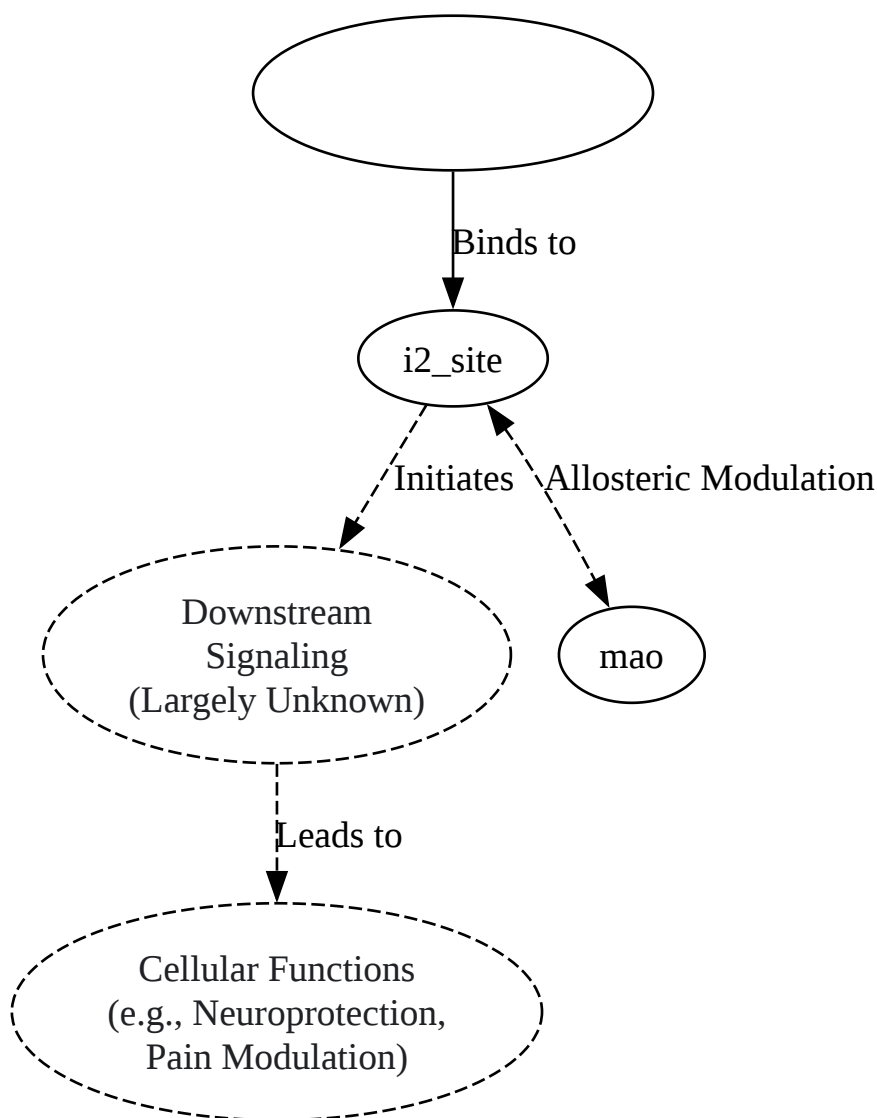 Binds to
i2_site
Initiates
Allosteric Modulation
Downstream
Signaling
(Largely Unknown)
mao
Leads to
Cellular Functions
(e.g., Neuroprotection,
Pain Modulation)